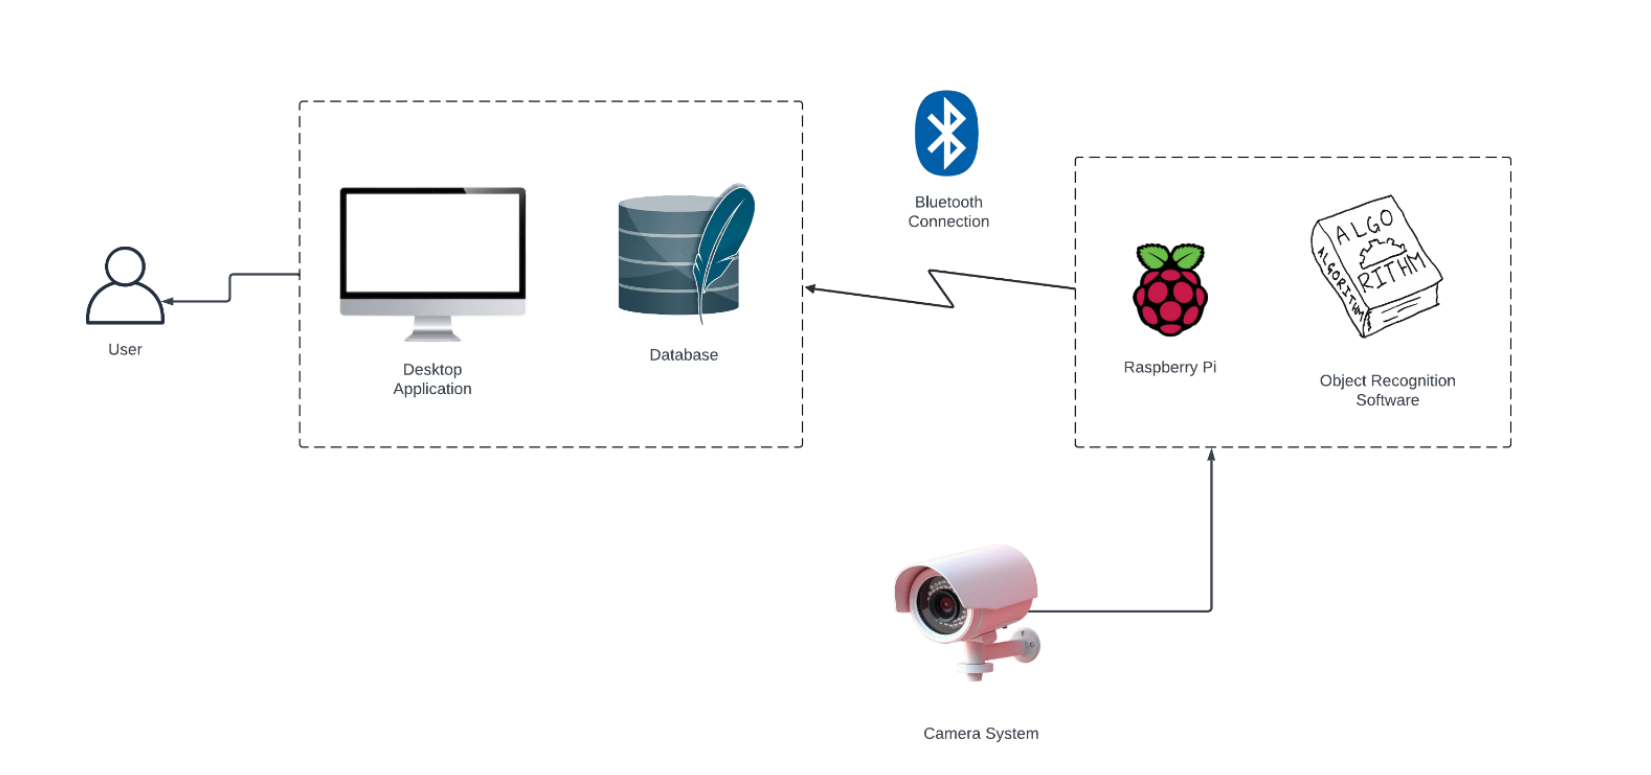 User
Desktop
Application
Database
Bluetooth
Connection
Raspberry Pi
ALGO
RITHM
ALGORITHM
Object Recognition
Software
Camera System